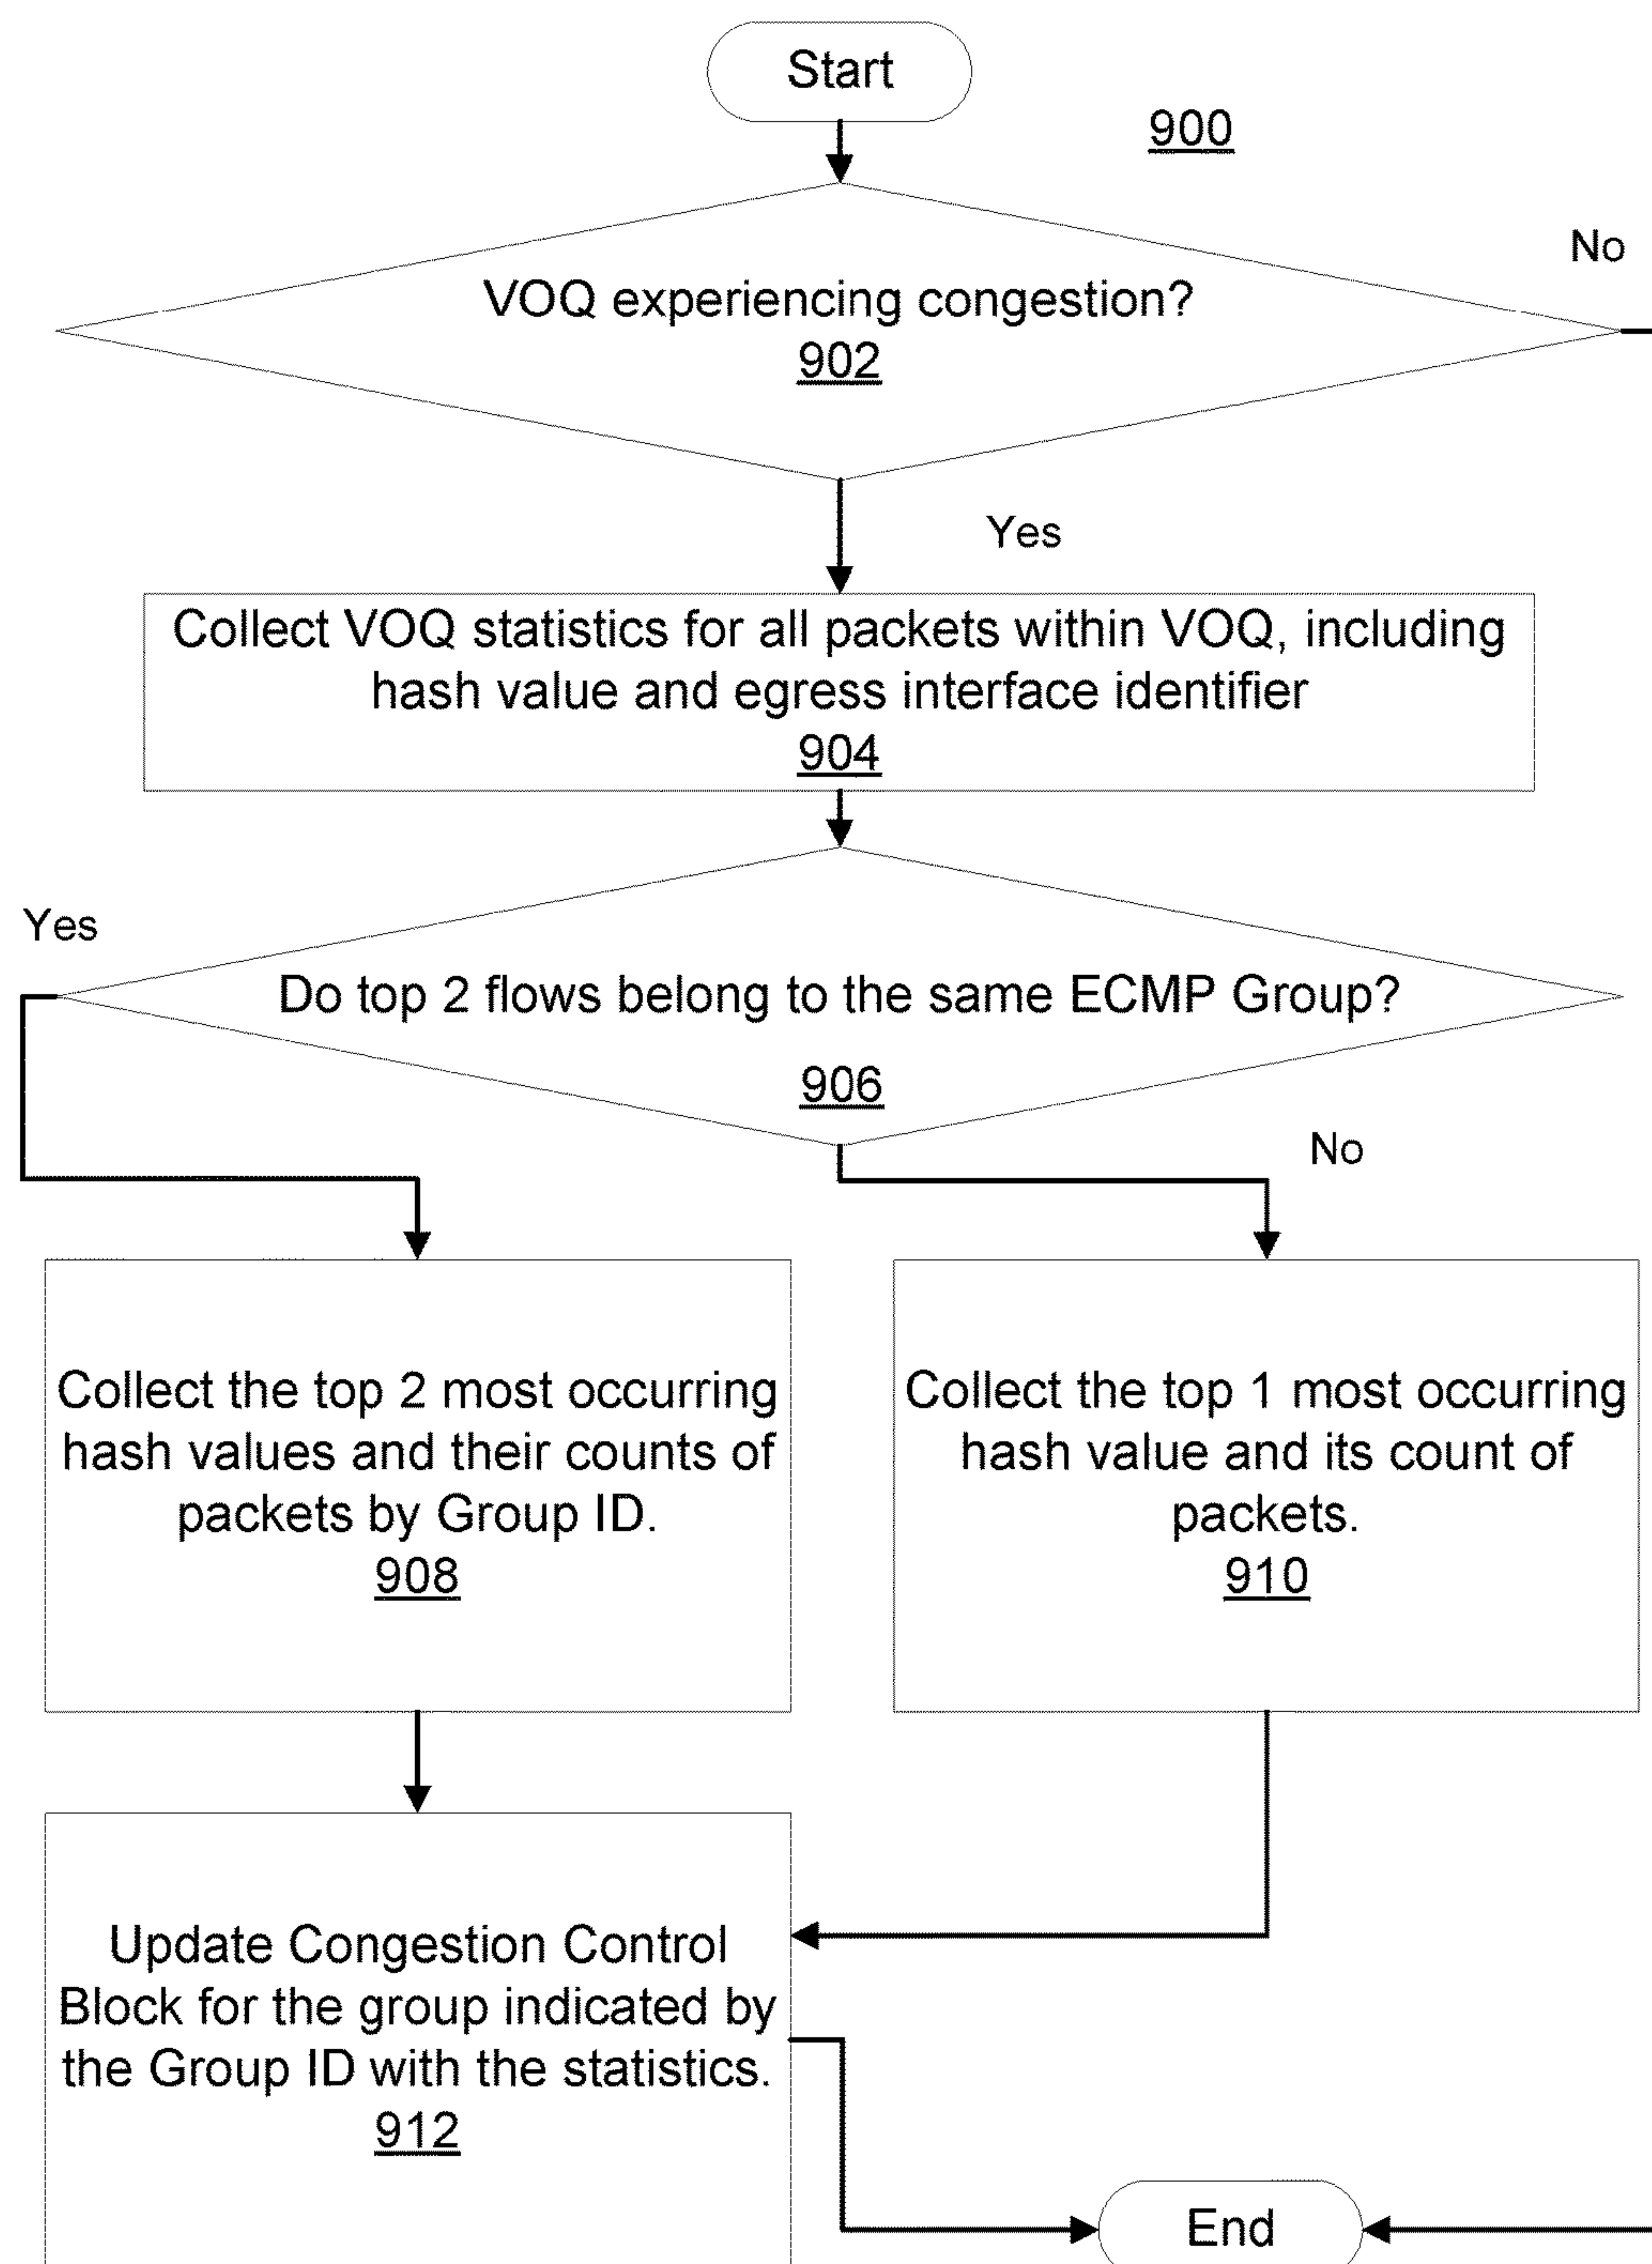 Start
900
No
VOQ experiencing congestion?
902
Yes
Collect VOQ statistics for all packets within VOQ, including
hash value and egress interface identifier
904
Yes
Do top 2 flows belong to the same ECMP Group?
906
No
Collect the top 2 most occurring
hash values and their counts of
packets by Group ID.
908
Collect the top 1 most occurring
hash value and its count of
packets.
910
Update Congestion Control
Block for the group indicated by
the Group ID with the statistics.
912
End